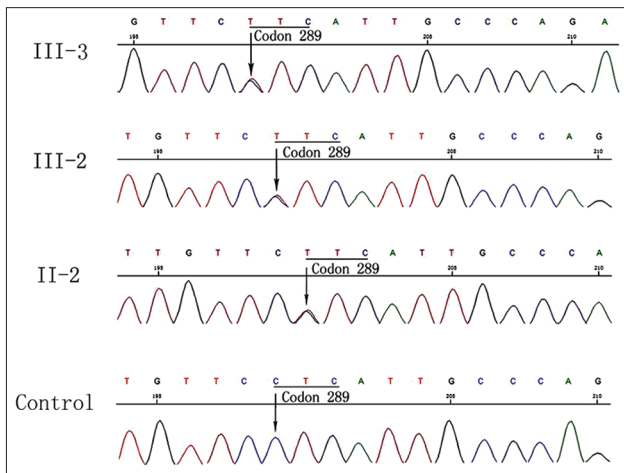 G T T C T T C A T T G C C C A G A
195 205 210
Codon 289
III-3
T G T T C T T C A T T G C C C A G
195 205 210
Codon 289
III-2
T T G T T C T T C A T T G C C C A
195 205 210
Codon 289
II-2
T G T T C C T C A T T G C C C A G
195 205 210
Codon 289
Control